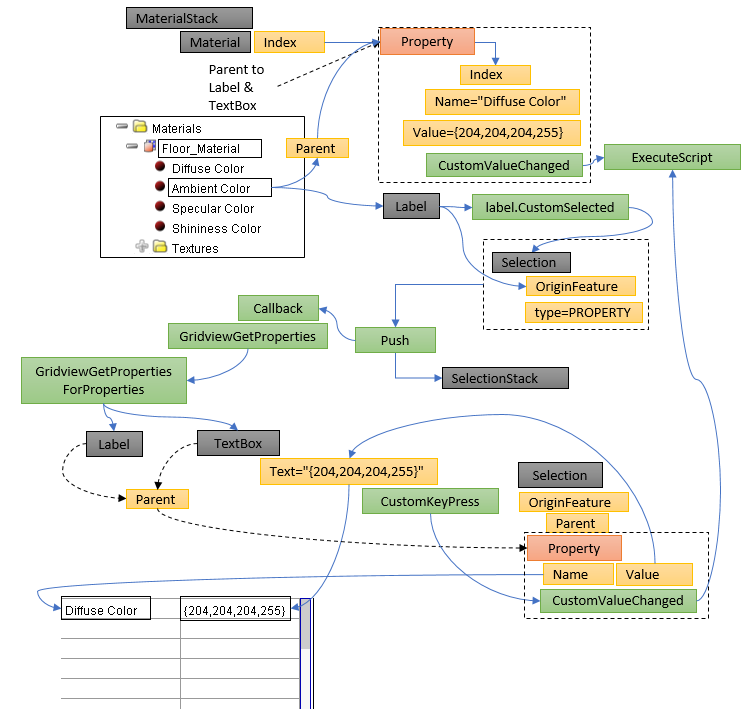 MaterialStack
Material
Index
Property
Parent to
Label &
TextBox
Index
Name="Diffuse Color"
Value={204,204,204,255}
CustomValueChanged
ExecuteScript
Materials
Floor_Material
Diffuse Color
Ambient Color
Specular Color
Shininess Color
Textures
Parent
Label
label.CustomSelected
Selection
OriginFeature
type=PROPERTY
Callback
GridviewGetProperties
Push
GridviewGetProperties
ForProperties
SelectionStack
Label
TextBox
Text="{204,204,204,255}"
Parent
CustomKeyPress
Selection
OriginFeature
Parent
Property
Name
Value
CustomValueChanged
Diffuse Color
{204,204,204,255}